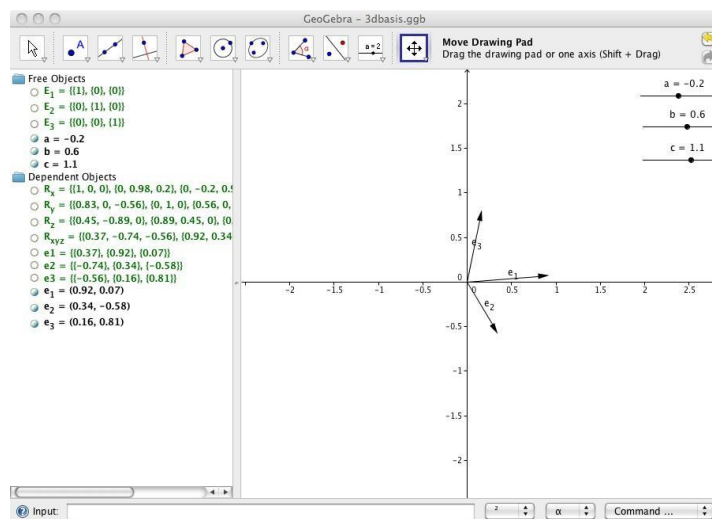 GeoGebra - 3dbasis.ggb
A
α
a = 2
Move Drawing Pad
Drag the drawing pad or one axis (Shift + Drag)
Free Objects
E1 = {{1}, {0}, {0}}
E2 = {{0}, {1}, {0}}
E3 = {{0}, {0}, {1}}
a = -0.2
b = 0.6
c = 1.1
Dependent Objects
Rx = {{1, 0, 0}, {0, 0.98, 0.2}, {0, -0.2, 0.9
Ry = {{0.83, 0, -0.56}, {0, 1, 0}, {0.56, 0,
Rz = {{0.45, -0.89, 0}, {0.89, 0.45, 0}, {0,
Rxyz = {{0.37, -0.74, -0.56}, {0.92, 0.34
e1 = {{0.37}, {0.92}, {0.07}}
e2 = {{-0.74}, {0.34}, {-0.58}}
e3 = {{-0.56}, {0.16}, {0.81}}
e1 = (0.92, 0.07)
e2 = (0.34, -0.58)
e3 = (0.16, 0.81)
a = -0.2
b = 0.6
c = 1.1
2
1.5
1
0.5
0
-0.5
-1
-1.5
-2
-2
-1.5
-1
-0.5
0
0.5
1
1.5
2
2.5
e3
e1
e2
Input:
2
α
Command ...